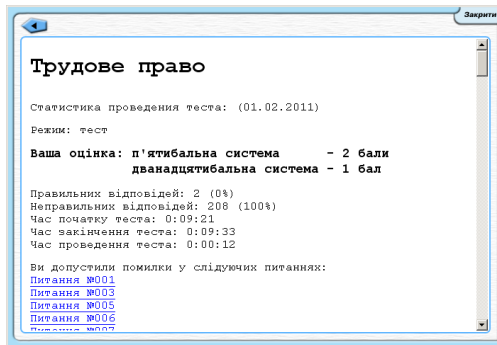 Закрити
Трудове право
Статистика проведення теста: (01.02.2011)
Режим: тест
Ваша оцінка: п'ятибальна система - 2 бали
дванадцятибальна система - 1 бал
Правильних відповідей: 2 (0%)
Неправильних відповідей: 208 (100%)
Час початку теста: 0:09:21
Час закінчення теста: 0:09:33
Час проведення теста: 0:00:12
Ви допустили помилки у слідуючих питаннях:
Питання №001
Питання №003
Питання №005
Питання №006
Питання №007